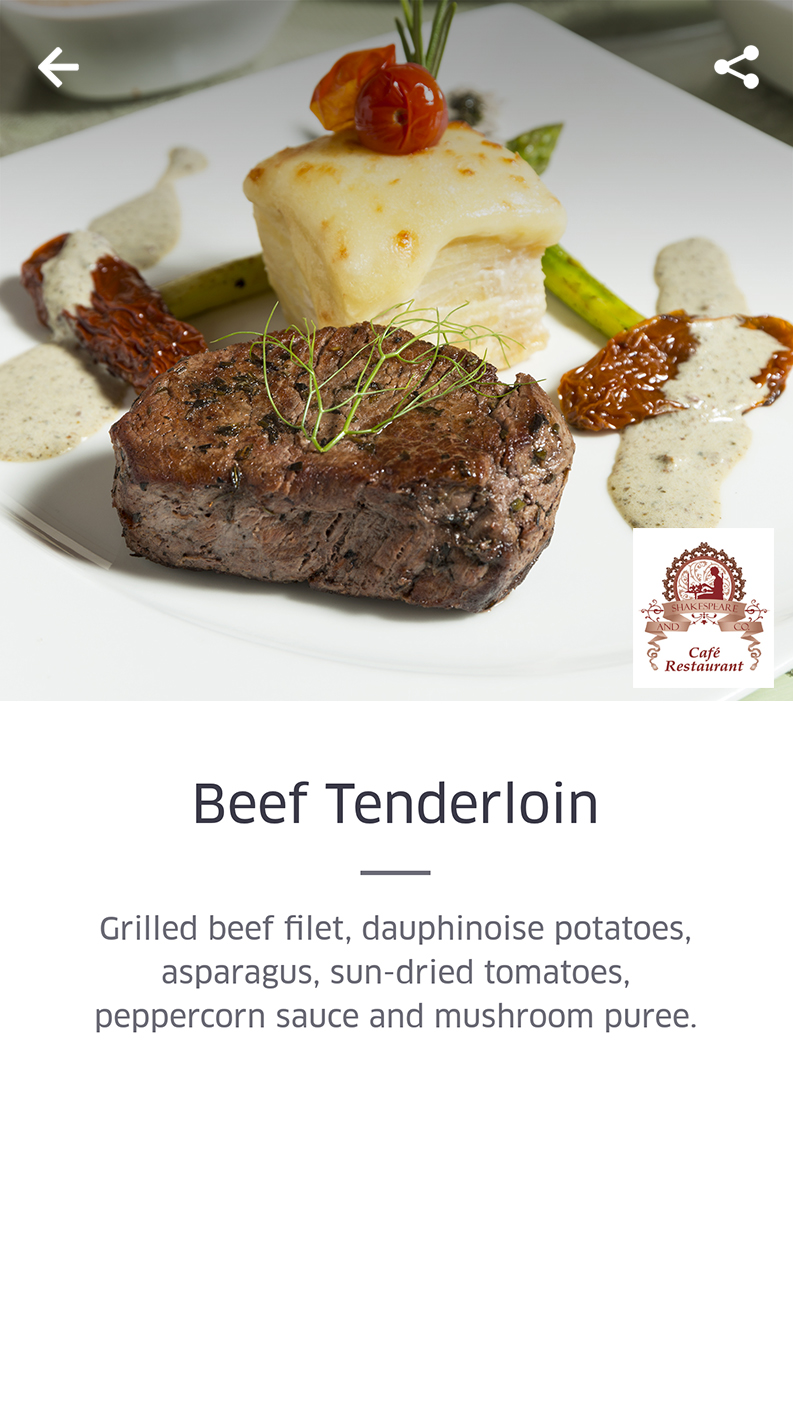 SHAKESPEARE
AND CO.
Café
Restaurant
Beef Tenderloin
Grilled beef filet, dauphinoise potatoes,
asparagus, sun-dried tomatoes,
peppercorn sauce and mushroom puree.